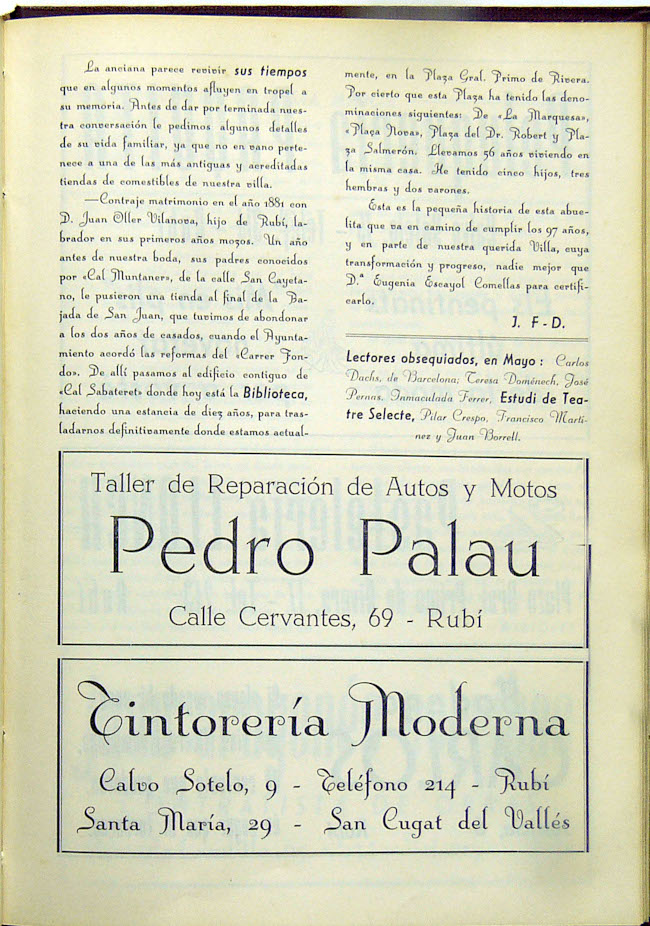 La anciana parece revivir sus tiempos
que en algunos momentos afluyen en tropel a
su memoria. Antes de dar por terminada nues-
tra conversación le pedimos algunos detalles
de su vida familiar, ya que no en vano perte-
nece a una de las más antiguas y acreditadas
tiendas de comestibles de nuestra villa.
—Contraje matrimonio en el año 1881 con
D. Juan Oller Vilanova, hijo de Rubí, la-
brador en sus primeros años mozos. Un año
antes de nuestra boda, sus padres conocidos
por «Cal Muntaner», de la calle San Cayeta-
no, le pusieron una tienda al final de la Ba-
jada de San Juan, que tuvimos de abandonar
a los dos años de casados, cuando el Ayunta-
miento acordó las reformas del «Carrer Fon-
do». De allí pasamos al edificio contiguo de
«Cal Sabateret» donde hoy está la Biblioteca,
haciendo una estancia de diez años, para tras-
ladarnos definitivamente donde estamos actual-
mente, en la Plaza Gral. Primo de Rivera.
Por cierto que esta Plaza ha tenido las deno-
minaciones siguientes: De «La Marquesa»,
«Plaça Nova», Plaza del Dr. Robert y Pla-
za Salmerón. Llevamos 56 años viviendo en
la misma casa. He tenido cinco hijos, tres
hembras y dos varones.
Esta es la pequeña historia de esta abue-
lita que va en camino de cumplir los 97 años,
y en parte de nuestra querida Villa, cuya
transformación y progreso, nadie mejor que
D.ª Eugenia Escayol Comellas para certifi-
carlo.
J. F-D.
Lectores obsequiados, en Mayo : Carlos
Dachs, de Barcelona; Teresa Doménech, José
Pernas, Inmaculada Ferrer, Estudi de Tea-
tre Selecte, Pilar Crespo, Francisco Martí-
nez y Juan Borrell.
Taller de Reparación de Autos y Motos
Pedro Palau
Calle Cervantes, 69 - Rubí
Tintorería Moderna
Calvo Sotelo, 9 - Teléfono 214 - Rubí
Santa María, 29 - San Cugat del Vallés